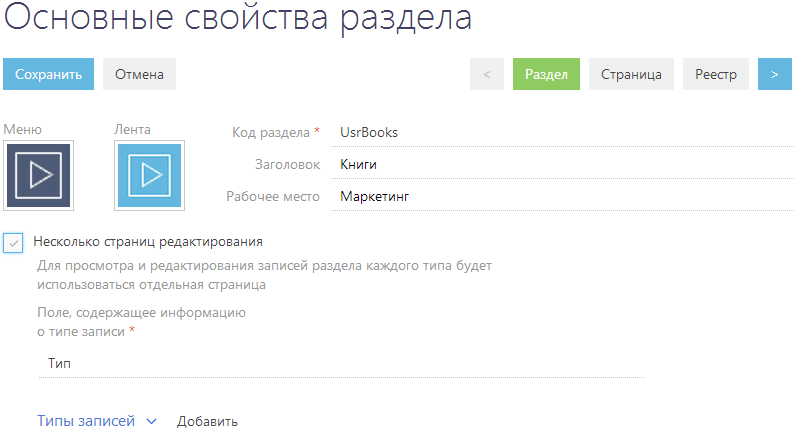 Основные свойства раздела
Сохранить Отмена < Раздел Страница Реестр >
Меню Лента
Код раздела * UsrBooks
Заголовок Книги
Рабочее место Маркетинг
Несколько страниц редактирования
Для просмотра и редактирования записей раздела каждого типа будет
использоваться отдельная страница
Поле, содержащее информацию
о типе записи *
Тип
Типы записей Добавить